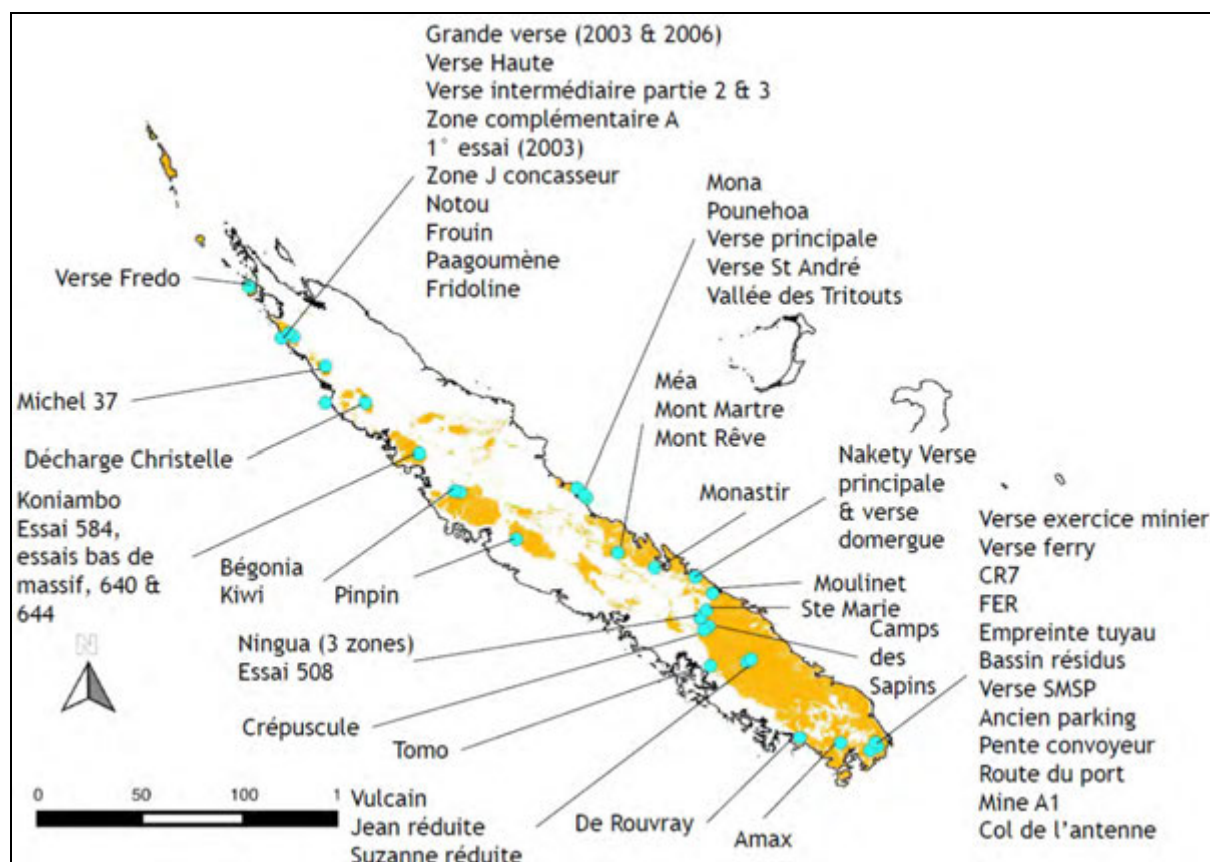 Grande verse (2003 & 2006)
Verse Haute
Verse intermédiaire partie 2 & 3
Zone complémentaire A
1° essai (2003)
Zone J concasseur
Notou
Frouin
Paagoumène
Fridoline
Mona
Pounehoa
Verse principale
Verse St André
Vallée des Tritouts
Verse Fredo
Michel 37
Méa
Mont Martre
Mont Rêve
Décharge Christelle
Nakety Verse
principale
& verse
domergue
Monastir
Koniambo
Essai 584,
essais bas de
massif, 640 &
644
Bégonia
Kiwi
Pinpin
Verse exercice minier
Verse ferry
CR7
FER
Empreinte tuyau
Bassin résidus
Verse SMSP
Ancien parking
Pente convoyeur
Route du port
Mine A1
Col de l'antenne
Moulinet
Ste Marie
Camps
des
Sapins
Ningua (3 zones)
Essai 508
N
Crépuscule
Tomo
0 50 100 1
Vulcain
Jean réduite
Suzanne réduite
De Rouvray
Amax